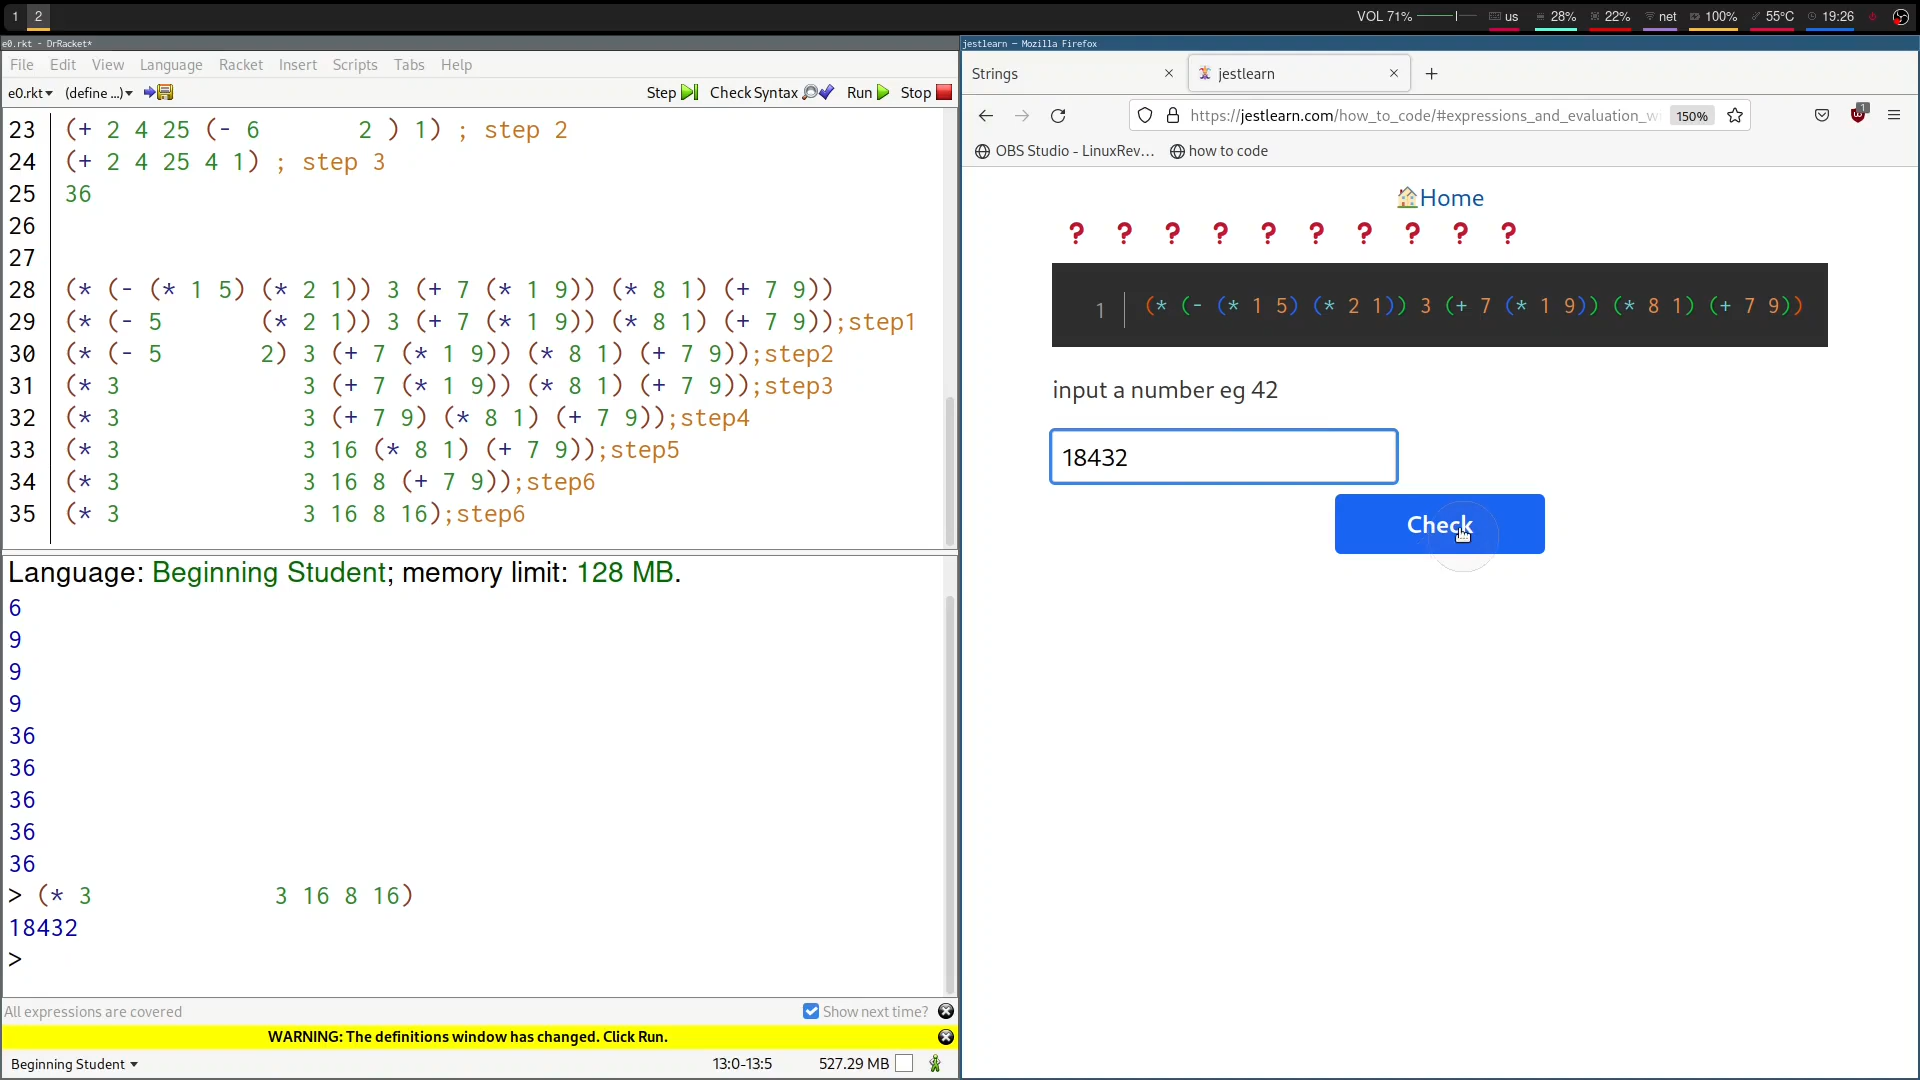 1 2
VOL 71% us 28% 22% net 100% 55°C 19:26
e0.rkt - DrRacket*
File Edit View Language Racket Insert Scripts Tabs Help
e0.rkt▾ (define ...)▾ Step Check Syntax Run Stop
23 (+ 2 4 25 (- 6 2 ) 1) ; step 2
24 (+ 2 4 25 4 1) ; step 3
25 36
26
27
28 (* (- (* 1 5) (* 2 1)) 3 (+ 7 (* 1 9)) (* 8 1) (+ 7 9))
29 (* (- 5 (* 2 1)) 3 (+ 7 (* 1 9)) (* 8 1) (+ 7 9));step1
30 (* (- 5 2) 3 (+ 7 (* 1 9)) (* 8 1) (+ 7 9));step2
31 (* 3 3 (+ 7 (* 1 9)) (* 8 1) (+ 7 9));step3
32 (* 3 3 (+ 7 9) (* 8 1) (+ 7 9));step4
33 (* 3 3 16 (* 8 1) (+ 7 9));step5
34 (* 3 3 16 8 (+ 7 9));step6
35 (* 3 3 16 8 16);step6
Language: Beginning Student; memory limit: 128 MB.
6
9
9
9
36
36
36
36
36
> (* 3 3 16 8 16)
18432
>
All expressions are covered Show next time?
WARNING: The definitions window has changed. Click Run.
Beginning Student ▾ 13:0-13:5 527.29 MB
jestlearn — Mozilla Firefox
Strings × jestlearn × +
https://jestlearn.com/how_to_code/#expressions_and_evaluation_w 150% 1
OBS Studio - LinuxRev... how to code
Home
? ? ? ? ? ? ? ? ? ?
1 (* (- (* 1 5) (* 2 1)) 3 (+ 7 (* 1 9)) (* 8 1) (+ 7 9))
input a number eg 42
18432
Check